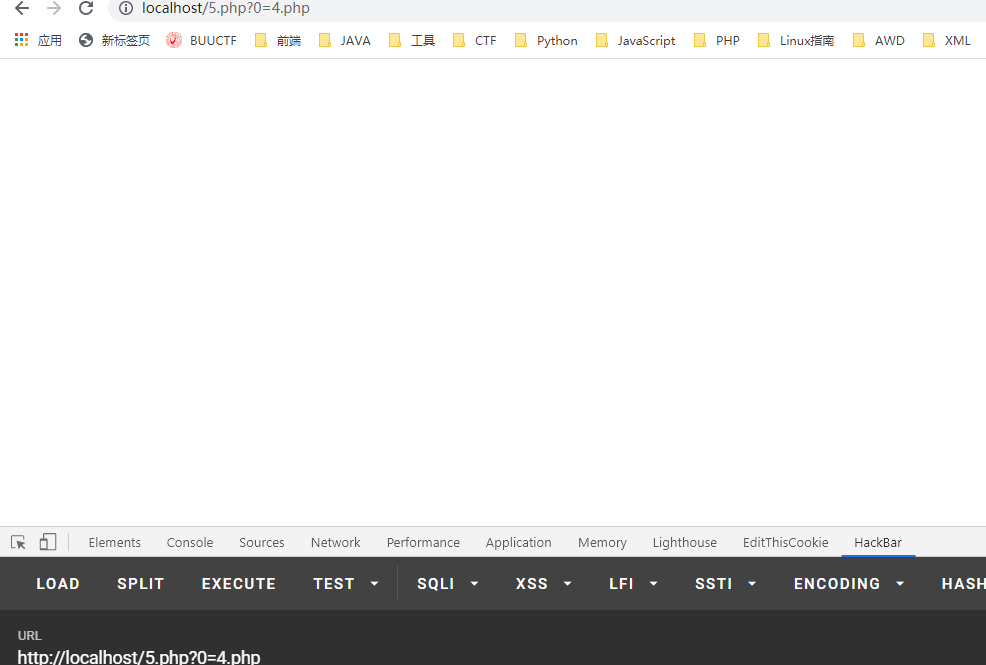 localhost/5.php?0=4.php
应用 新标签页 BUUCTF 前端 JAVA 工具 CTF Python JavaScript PHP Linux指南 AWD XML
Elements Console Sources Network Performance Application Memory Lighthouse EditThisCookie HackBar
LOAD SPLIT EXECUTE TEST SQLI XSS LFI SSTI ENCODING HASH
URL
http://localhost/5.php?0=4.php